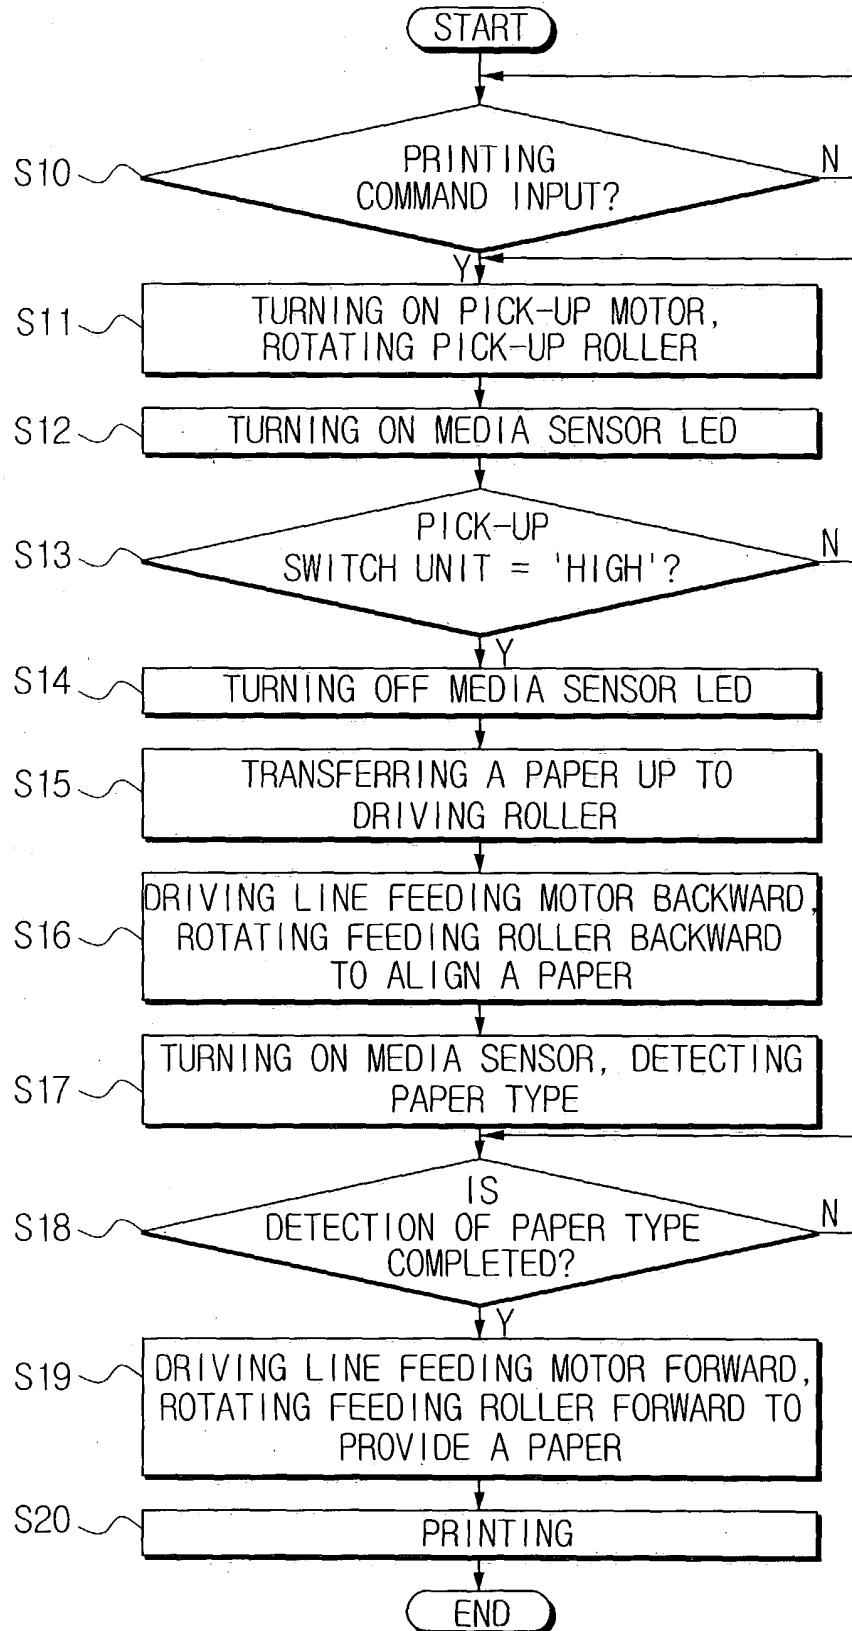 START
S10
PRINTING
COMMAND INPUT?
N
Y
S11
TURNING ON PICK-UP MOTOR,
ROTATING PICK-UP ROLLER
S12
TURNING ON MEDIA SENSOR LED
S13
PICK-UP
SWITCH UNIT = 'HIGH'?
N
Y
S14
TURNING OFF MEDIA SENSOR LED
S15
TRANSFERRING A PAPER UP TO
DRIVING ROLLER
S16
DRIVING LINE FEEDING MOTOR BACKWARD,
ROTATING FEEDING ROLLER BACKWARD
TO ALIGN A PAPER
S17
TURNING ON MEDIA SENSOR, DETECTING
PAPER TYPE
S18
IS
DETECTION OF PAPER TYPE
COMPLETED?
N
Y
S19
DRIVING LINE FEEDING MOTOR FORWARD,
ROTATING FEEDING ROLLER FORWARD TO
PROVIDE A PAPER
S20
PRINTING
END